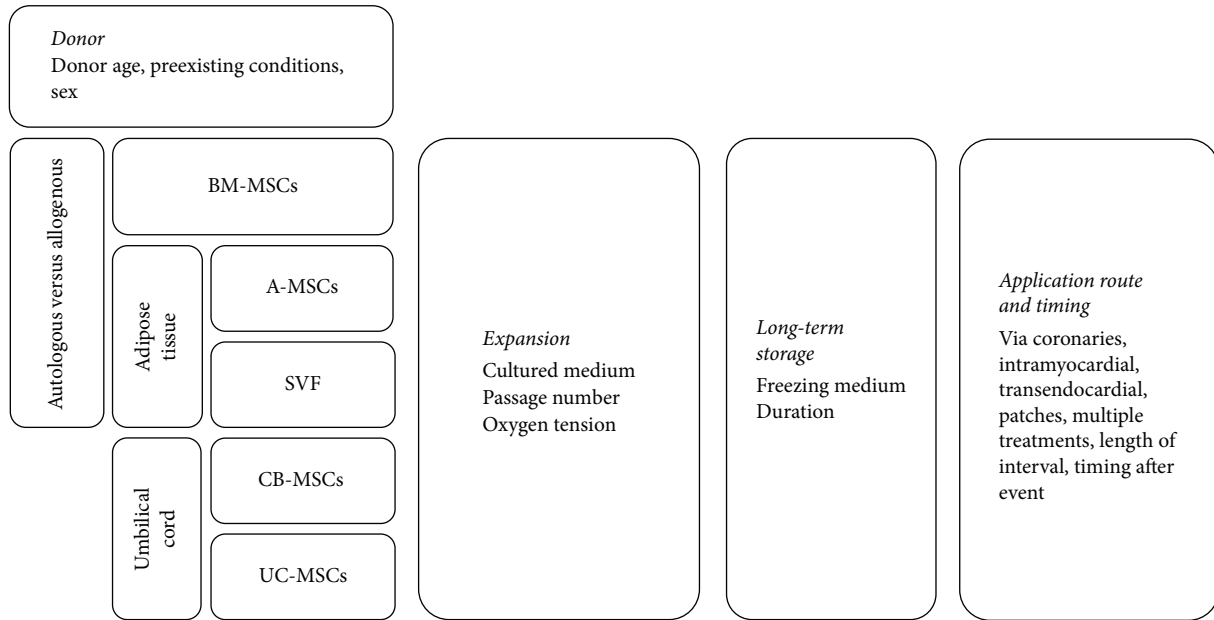 Donor
Donor age, preexisting conditions,
sex
Autologous versus allogenous
BM-MSCs
Adipose
tissue
A-MSCs
SVF
Umbilical
cord
CB-MSCs
UC-MSCs
Expansion
Cultured medium
Passage number
Oxygen tension
Long-term
storage
Freezing medium
Duration
Application route
and timing
Via coronaries,
intramyocardial,
transendocardial,
patches, multiple
treatments, length of
interval, timing after
event